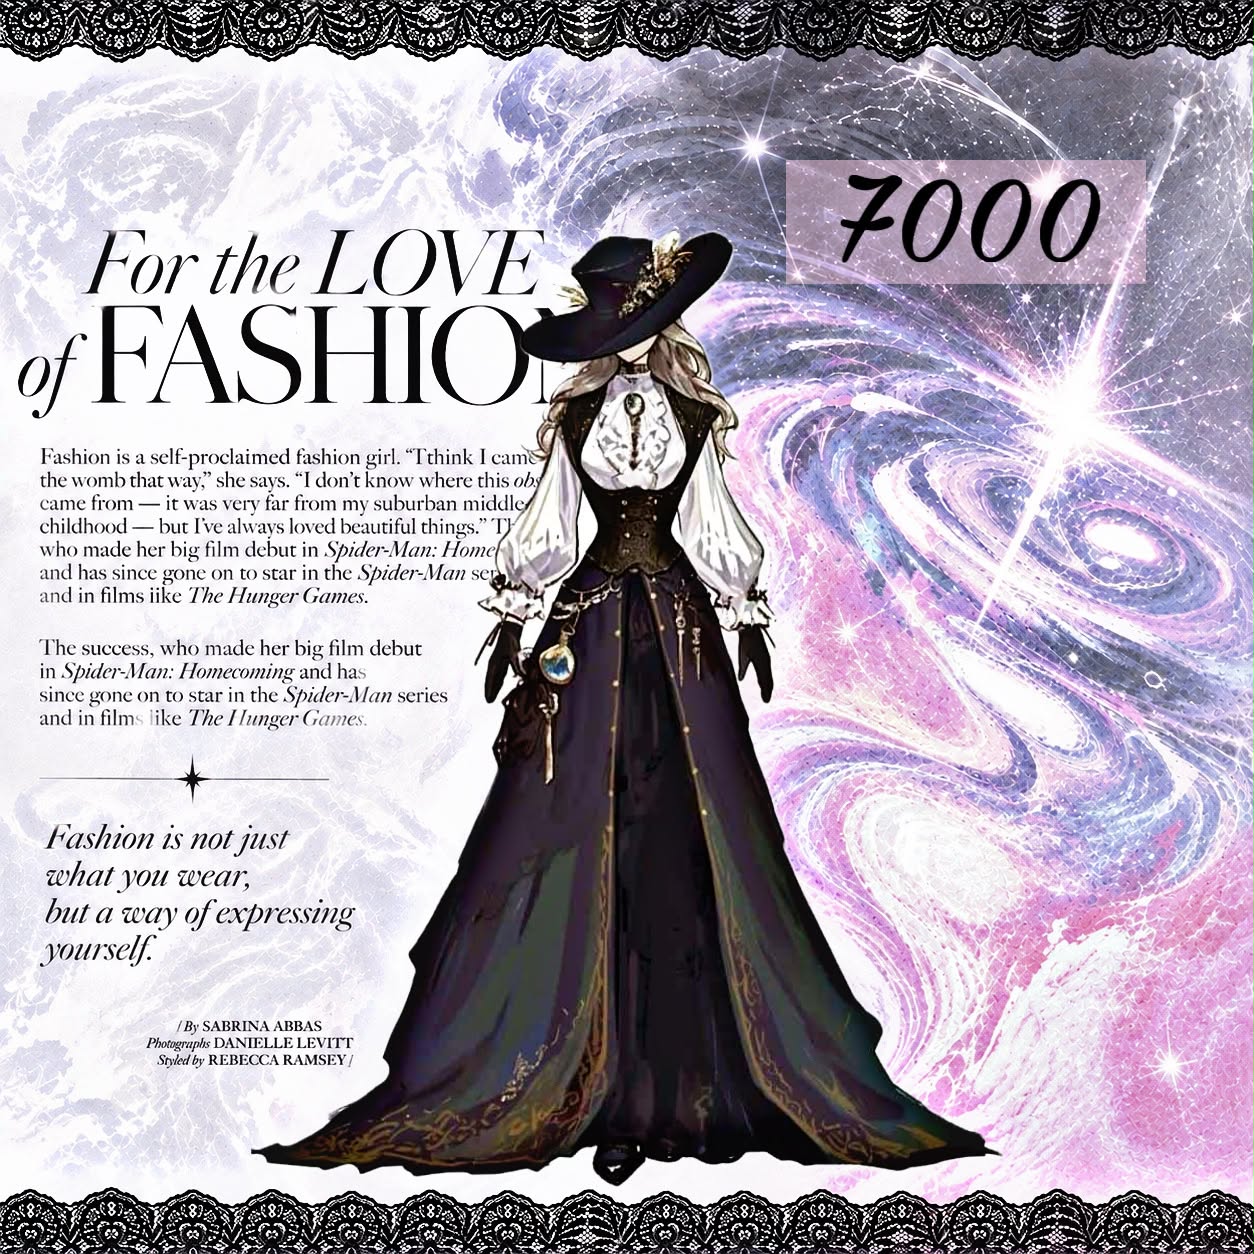 7000
For the LOVE
of FASHION
Fashion is a self-proclaimed fashion girl. “Tthink I came
the womb that way,” she says. “I don’t know where this obs
came from — it was very far from my suburban middle
childhood — but I’ve always loved beautiful things.” Th
who made her big film debut in Spider-Man: Home
and has since gone on to star in the Spider-Man ser
and in films iike The Hunger Games.
The success, who made her big film debut
in Spider-Man: Homecoming and has
since gone on to star in the Spider-Man series
and in films like The Hunger Games.
Fashion is not just
what you wear,
but a way of expressing
yourself.
/ By SABRINA ABBAS
Photographs DANIELLE LEVITT
Styled by REBECCA RAMSEY /